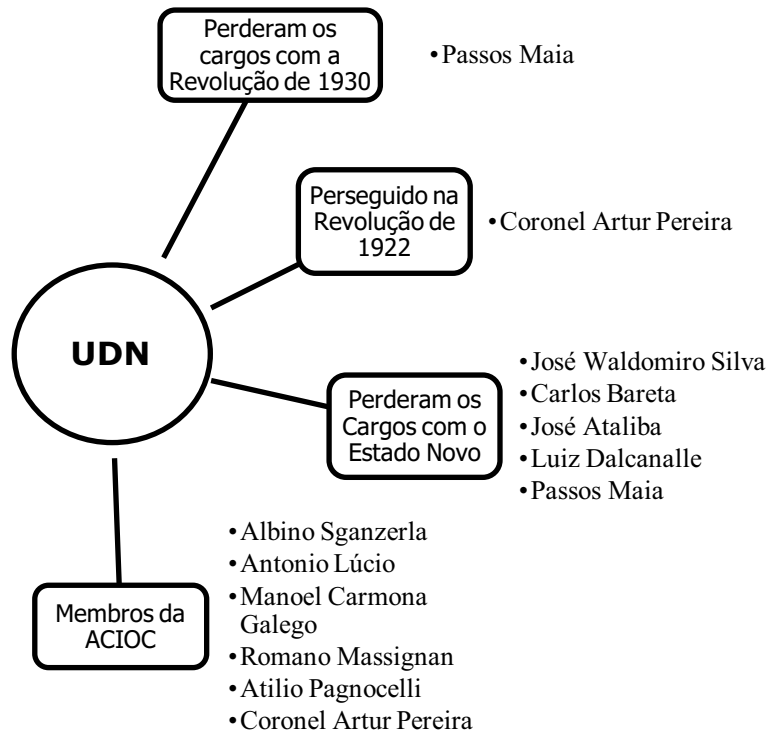 Perderam os
cargos com a
Revolução de 1930
•Passos Maia
Perseguido na
Revolução de
1922
•Coronel Artur Pereira
UDN
Perderam os
Cargos com o
Estado Novo
•José Waldomiro Silva
•Carlos Bareta
•José Ataliba
•Luiz Dalcanalle
•Passos Maia
Membros da
ACIOC
•Albino Sganzerla
•Antonio Lúcio
•Manoel Carmona
Galego
•Romano Massignan
•Atilio Pagnocelli
•Coronel Artur Pereira